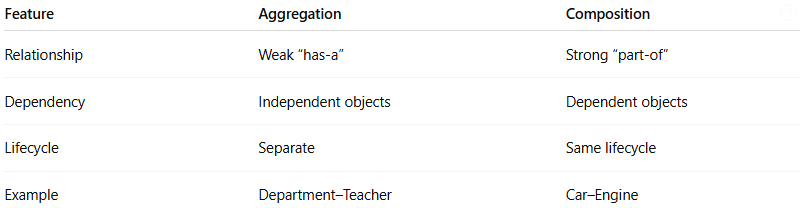 Feature Aggregation Composition
Relationship Weak “has-a” Strong “part-of”
Dependency Independent objects Dependent objects
Lifecycle Separate Same lifecycle
Example Department–Teacher Car–Engine